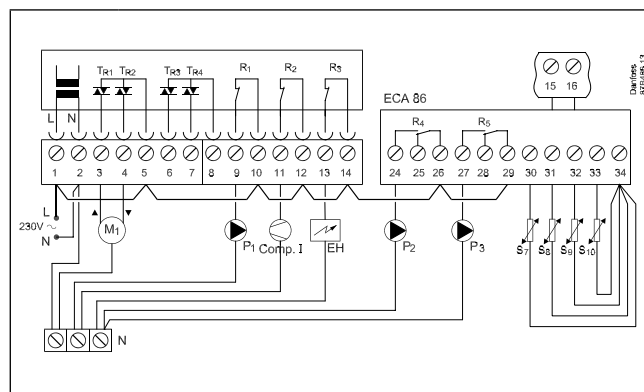 TR1 TR2 TR3 TR4 R1 R2 R3
L N
15 16
Danfoss
ECA 86
R4 R5
1 2 3 4 5 6 7 8 9 10 11 12 13 14
24 25 26 27 28 29 30 31 32 33 34
L
230V ~
N
M1
P1 Comp. I EH P2 P3
S7 S8 S9 S10
N